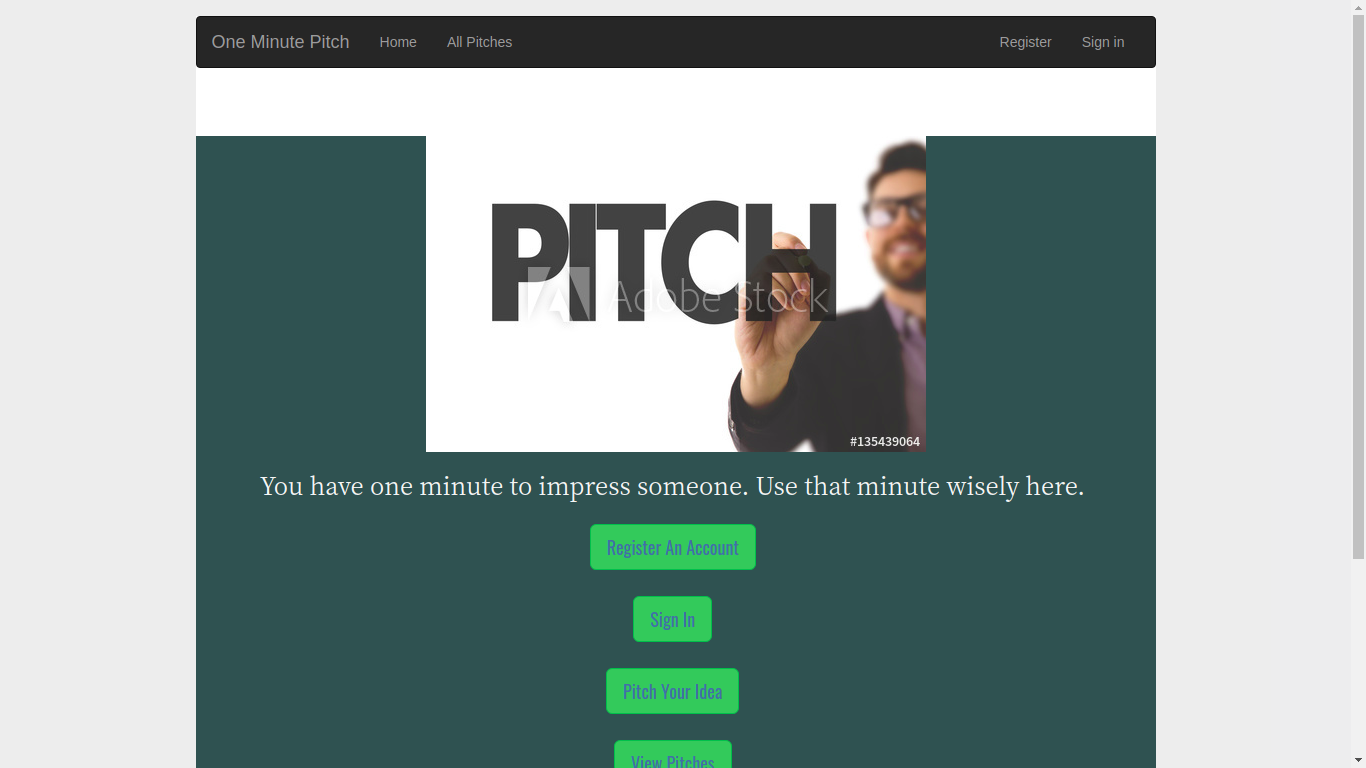 One Minute Pitch Home All Pitches Register Sign in
PITCH
Adobe Stock
#135439064
You have one minute to impress someone. Use that minute wisely here.
Register An Account
Sign In
Pitch Your Idea
View Pitches